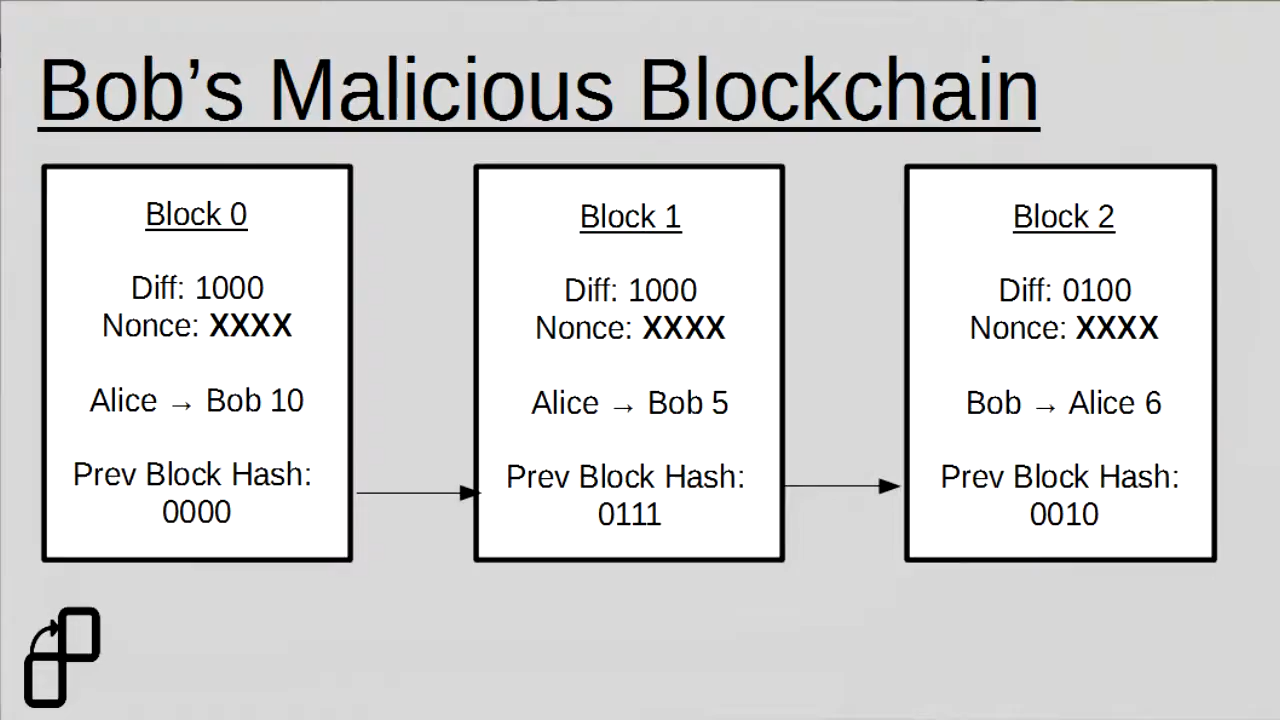 Bob’s Malicious Blockchain
Block 0
Diff: 1000
Nonce: XXXX
Alice → Bob 10
Prev Block Hash:
0000
Block 1
Diff: 1000
Nonce: XXXX
Alice → Bob 5
Prev Block Hash:
0111
Block 2
Diff: 0100
Nonce: XXXX
Bob → Alice 6
Prev Block Hash:
0010